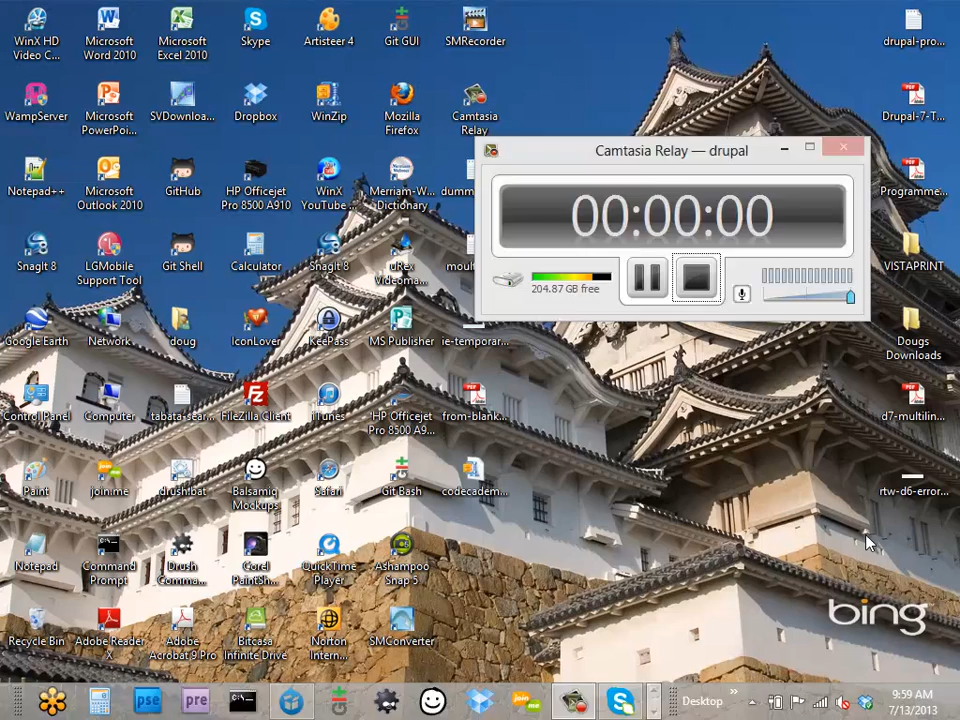 WinX HD
Video C...
Microsoft
Word 2010
Microsoft
Excel 2010
Skype
Artisteer 4
Git GUI
SMRecorder
drupal-pro...
WampServer
Microsoft
PowerPoi...
SVDownloa...
Dropbox
WinZip
Mozilla
Firefox
Camtasia
Relay
Drupal-7-T...
Camtasia Relay — drupal
00:00:00
204.87 GB free
Notepad++
Microsoft
Outlook 2010
GitHub
HP Officejet
Pro 8500 A910
WinX
YouTube ...
Merriam-W...
Dictionary
dumm
Programme...
SnagIt 8
LGMobile
Support Tool
Git Shell
Calculator
SnagIt 8
uRex
Videoma...
moult
VISTAPRINT
Google Earth
Network
doug
IconLover
KeePass
MS Publisher
ie-temporar...
Dougs
Downloads
Control Panel
Computer
tabata-sear...
FileZilla Client
iTunes
HP Officejet
Pro 8500 A9...
from-blank...
d7-multilin...
Paint
join.me
drush.bat
Balsamiq
Mockups
Safari
Git Bash
codecadem...
rtw-d6-error...
Notepad
Command
Prompt
Drush
Comma...
Corel
PaintSh...
QuickTime
Player
Ashampoo
Snap 5
Recycle Bin
Adobe Reader
X
Adobe
Acrobat 9 Pro
Bitcasa
Infinite Drive
Norton
Intern...
SMConverter
bing
pse
pre
Desktop
9:59 AM
7/13/2013